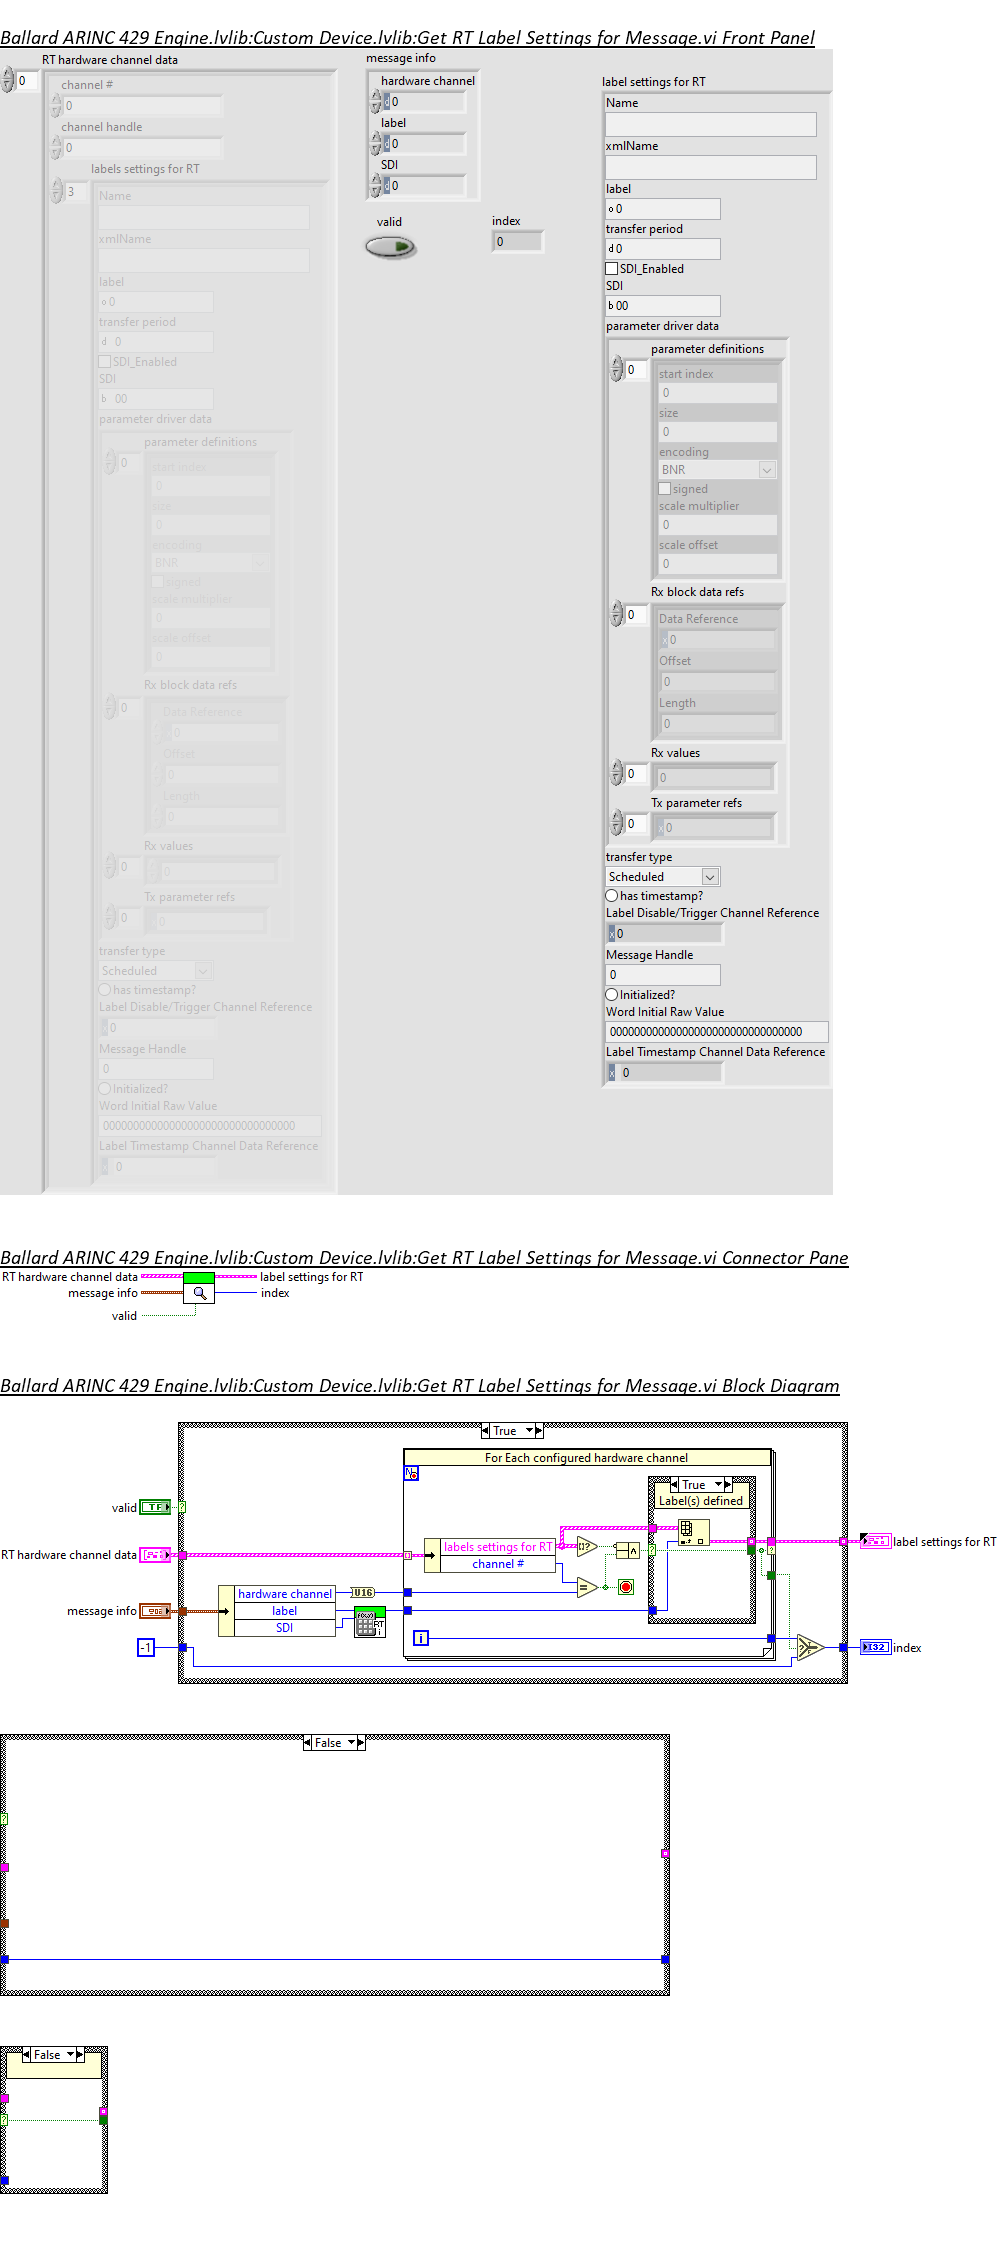 Ballard ARINC 429 Engine.lvlib:Custom Device.lvlib:Get RT Label Settings for Message.vi Front Panel
RT hardware channel data
0
channel #
0
channel handle
0
labels settings for RT
3
Name
xmlName
label
o 0
transfer period
d 0
SDI_Enabled
SDI
b 00
parameter driver data
parameter definitions
0
start index
0
size
0
encoding
BNR
signed
scale multiplier
0
scale offset
0
Rx block data refs
0
Data Reference
0
Offset
0
Length
0
Rx values
0
0
Tx parameter refs
0
0
transfer type
Scheduled
has timestamp?
Label Disable/Trigger Channel Reference
x 0
Message Handle
0
Initialized?
Word Initial Raw Value
00000000000000000000000000000000
Label Timestamp Channel Data Reference
x 0
message info
hardware channel
d 0
label
d 0
SDI
d 0
valid
index
0
label settings for RT
Name
xmlName
label
o 0
transfer period
d 0
SDI_Enabled
SDI
b 00
parameter driver data
parameter definitions
0
start index
0
size
0
encoding
BNR
signed
scale multiplier
0
scale offset
0
Rx block data refs
0
Data Reference
x 0
Offset
0
Length
0
Rx values
0
0
Tx parameter refs
0
x 0
transfer type
Scheduled
has timestamp?
Label Disable/Trigger Channel Reference
x 0
Message Handle
0
Initialized?
Word Initial Raw Value
00000000000000000000000000000000
Label Timestamp Channel Data Reference
x 0
Ballard ARINC 429 Engine.lvlib:Custom Device.lvlib:Get RT Label Settings for Message.vi Connector Pane
RT hardware channel data
label settings for RT
message info
index
valid
Ballard ARINC 429 Engine.lvlib:Custom Device.lvlib:Get RT Label Settings for Message.vi Block Diagram
True
For Each configured hardware channel
N
True
Label(s) defined
valid
TF
?
labels settings for RT
channel #
RT hardware channel data
label settings for RT
hardware channel
label
SDI
U16
RT
i
message info
-1
i
I32
index
False
?
False
?